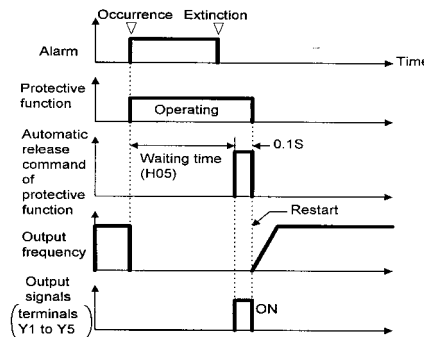 Occurrence Extinction
Alarm
Time
Protective
function
Operating
Automatic
release
command
of
protective
function
Waiting time
(H05)
0.1S
Restart
Output
frequency
Output
signals
(terminals
Y1 to Y5)
ON